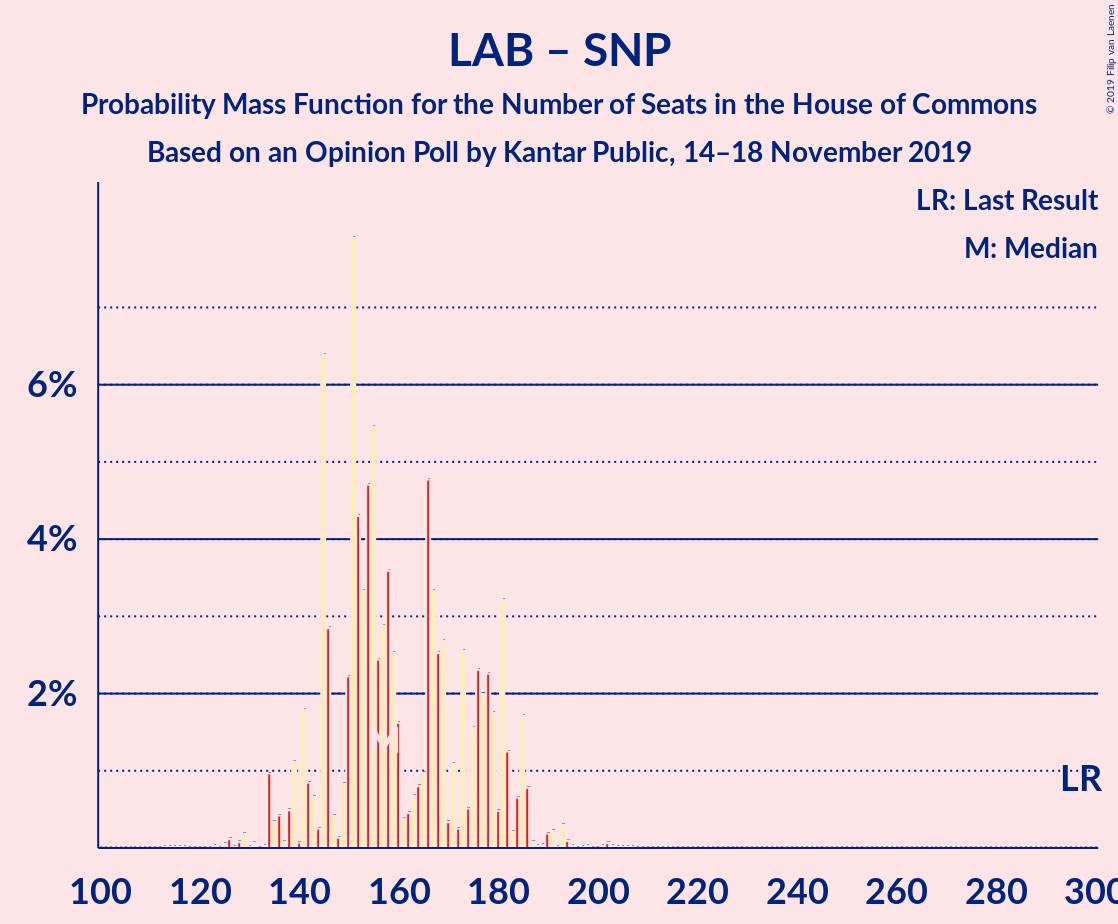 LAB – SNP
Probability Mass Function for the Number of Seats in the House of Commons
Based on an Opinion Poll by Kantar Public, 14–18 November 2019
© 2019 Filip van Laenen
LR: Last Result
M: Median
6%
4%
2%
M
LR
100 120 140 160 180 200 220 240 260 280 300